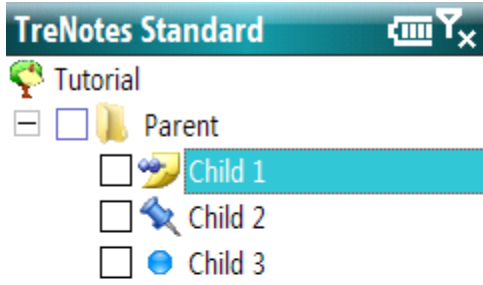 TreNotes Standard
Tutorial
Parent
Child 1
Child 2
Child 3